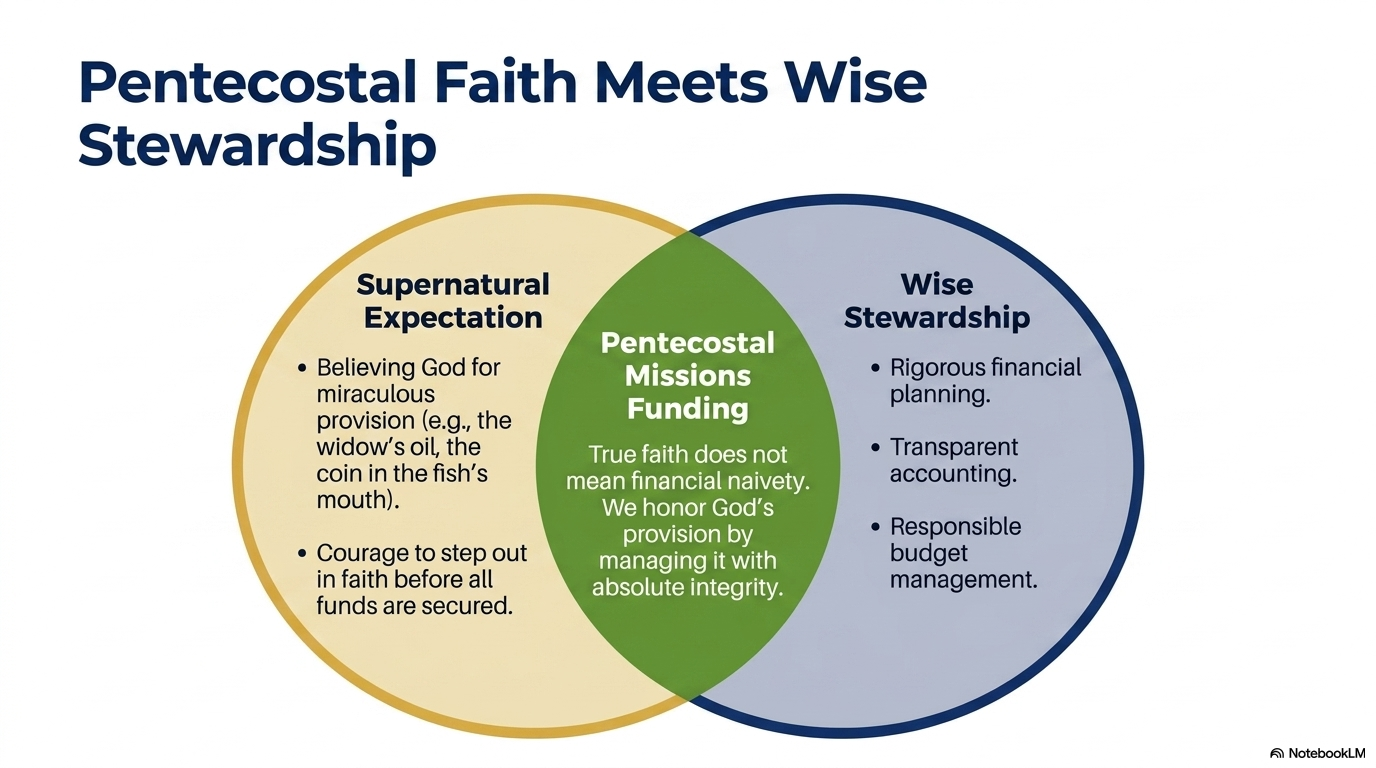 Pentecostal Faith Meets Wise
Stewardship
Supernatural
Expectation
• Believing God for
miraculous
provision (e.g., the
widow's oil, the
coin in the fish's
mouth).
• Courage to step out
in faith before all
funds are secured.
Pentecostal
Missions
Funding
True faith does not
mean financial naivety.
We honor God's
provision by
managing it with
absolute integrity.
Wise
Stewardship
• Rigorous financial
planning.
• Transparent
accounting.
• Responsible
budget
management.
NotebookLM